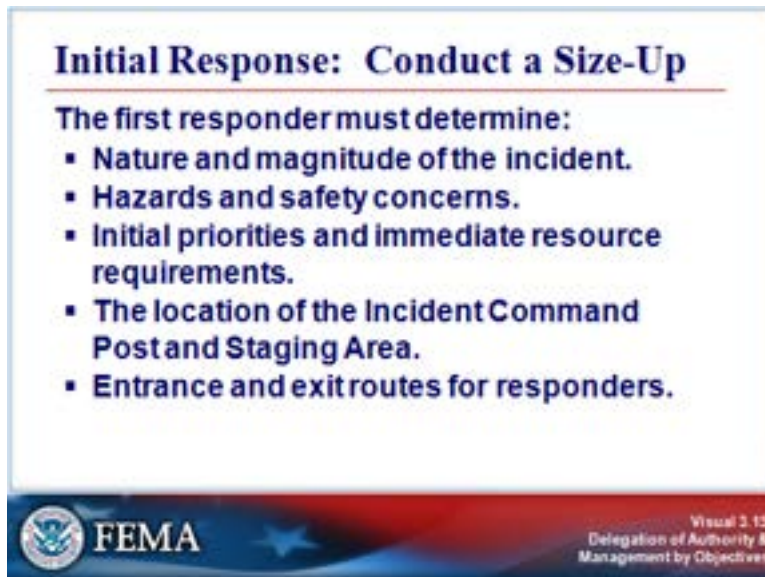 Initial Response: Conduct a Size-Up
The first responder must determine:
▪ Nature and magnitude of the incident.
▪ Hazards and safety concerns.
▪ Initial priorities and immediate resource
requirements.
▪ The location of the Incident Command
Post and Staging Area.
▪ Entrance and exit routes for responders.
FEMA
Visual 3.13
Delegation of Authority &
Management by Objectives